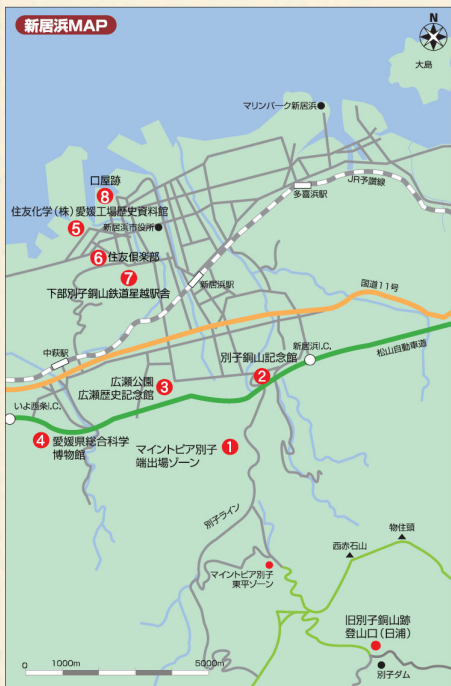 新居浜MAP
N
大島
マリンパーク新居浜
口屋跡
8
多喜浜駅
JR予讃線
住友化学(株)愛媛工場歴史資料館
5
新居浜市役所
6
住友倶楽部
7
下部別子銅山鉄道星越駅舎
新居浜駅
国道11号
中萩駅
新居浜I.C.
松山自動車道
別子銅山記念館
2
広瀬公園
広瀬歴史記念館
3
いよ西条I.C.
4
愛媛県総合科学
博物館
マイントピア別子
端出場ゾーン
1
別子ライン
物住頭
西赤石山
マイントピア別子
東平ゾーン
旧別子銅山跡
登山口(日浦)
別子ダム
0 1000m 5000m